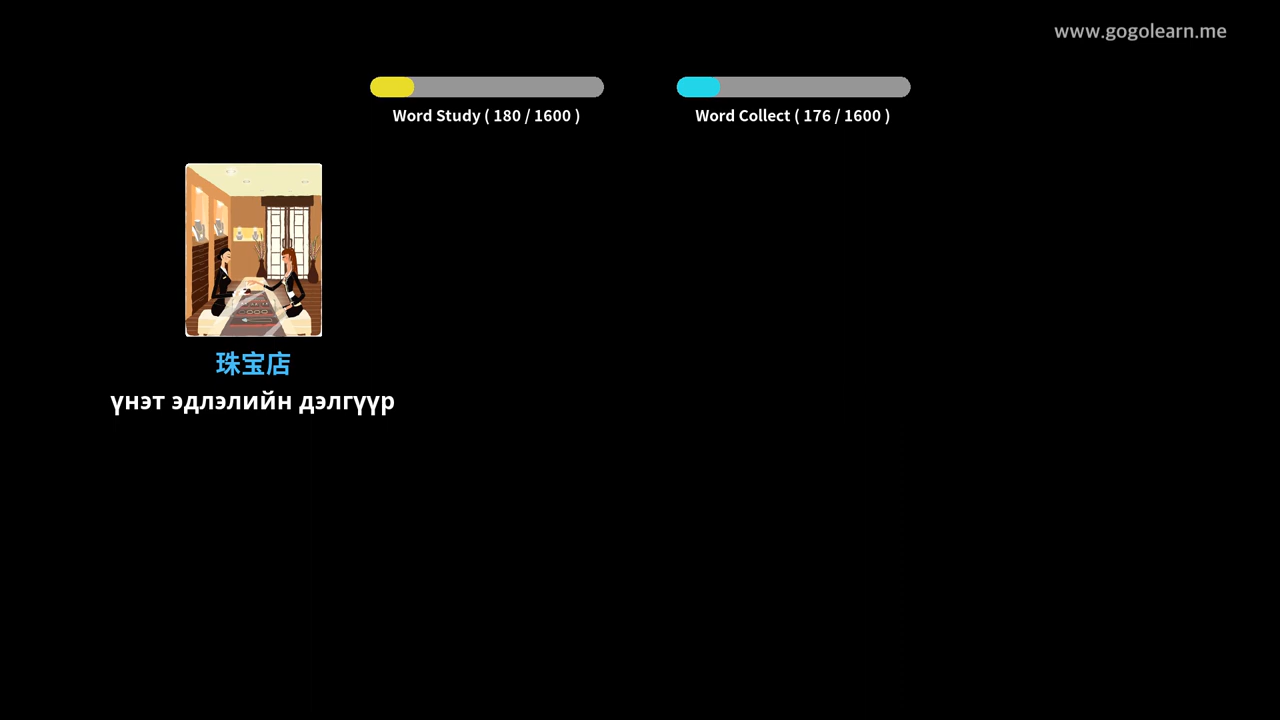 www.gogolearn.me
Word Study ( 180 / 1600 )
Word Collect ( 176 / 1600 )
珠宝店
үнэт эдлэлийн дэлгүүр